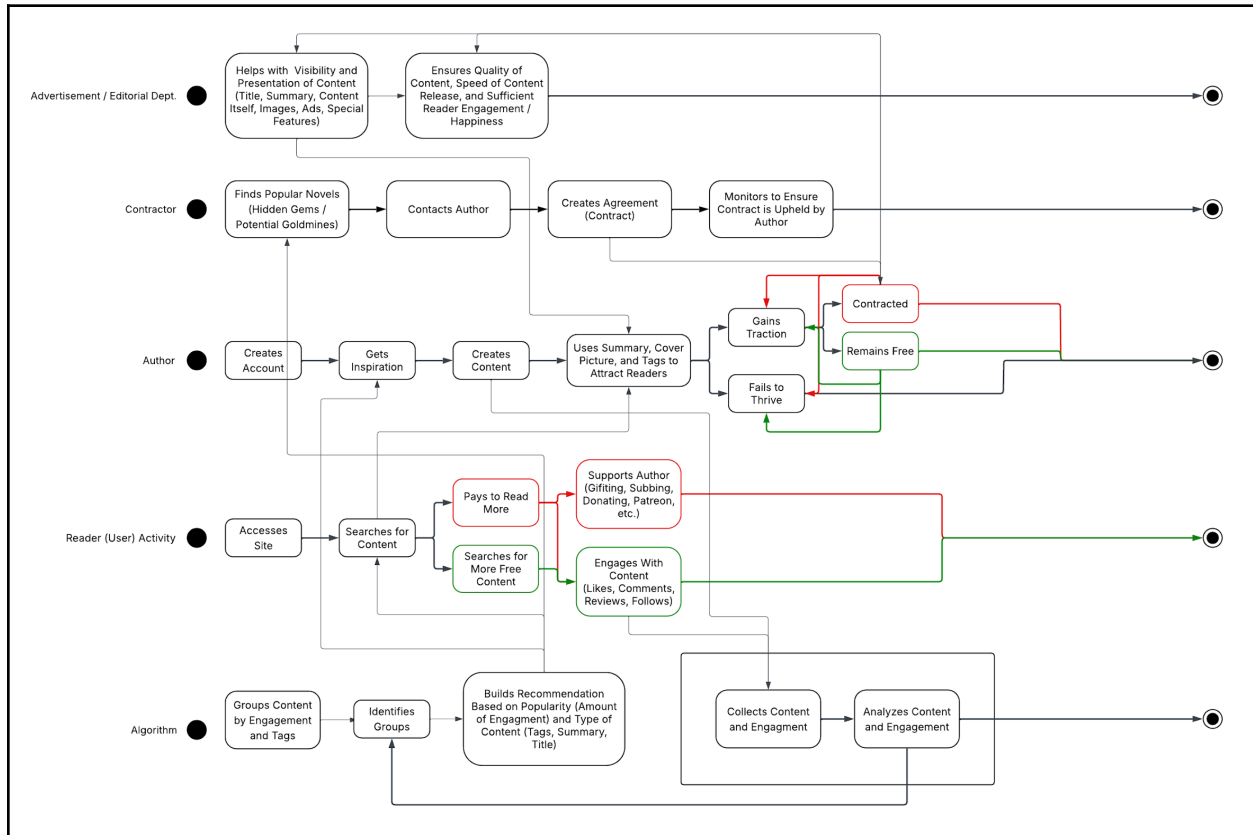 Helps with Visibility and
Presentation of Content
(Title, Summary, Content
Itself, Images, Ads, Special
Features)
Ensures Quality of
Content, Speed of Content
Release, and Sufficient
Reader Engagement /
Happiness
Advertisement / Editorial Dept.
Finds Popular Novels
(Hidden Gems /
Potential Goldmines)
Contacts Author
Creates Agreement
(Contract)
Monitors to Ensure
Contract is Upheld by
Author
Contractor
Author
Creates
Account
Gets
Inspiration
Creates
Content
Uses Summary, Cover
Picture, and Tags to
Attract Readers
Gains
Traction
Contracted
Remains Free
Fails to
Thrive
Reader (User) Activity
Accesses
Site
Searches for
Content
Pays to Read
More
Searches for
More Free
Content
Supports Author
(Gifiting, Subbing,
Donating, Patreon,
etc.)
Engages With
Content
(Likes, Comments,
Reviews, Follows)
Algorithm
Groups Content
by Engagement
and Tags
Identifies
Groups
Builds Recommendation
Based on Popularity (Amount
of Engagment) and Type of
Content (Tags, Summary,
Title)
Collects Content
and Engagment
Analyzes Content
and Engagement